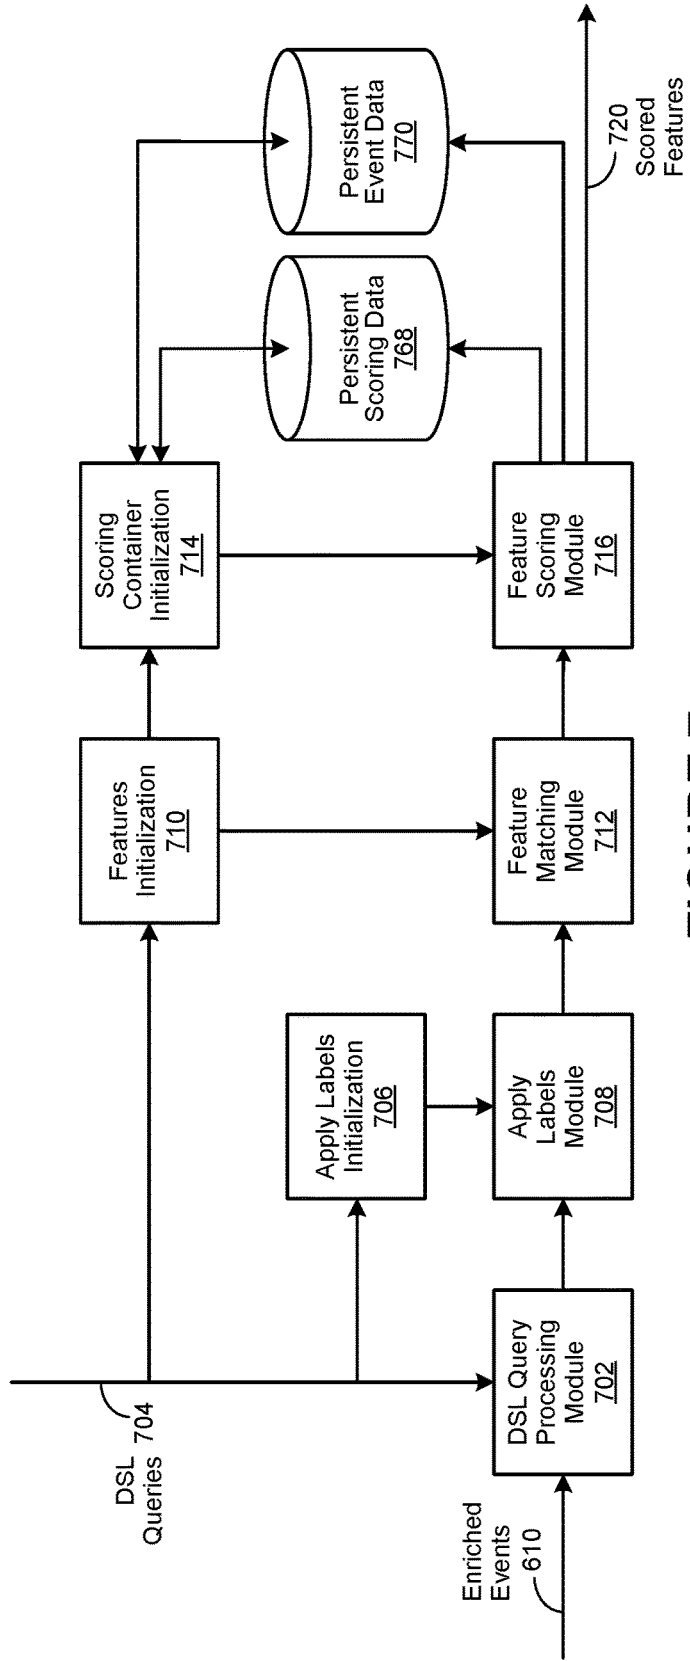 DSL
Queries
704
Enriched
Events
610
DSL Query
Processing
Module
702
Apply Labels
Initialization
706
Apply
Labels
Module
708
Features
Initialization
710
Feature
Matching
Module
712
Scoring
Container
Initialization
714
Feature
Scoring
Module
716
Persistent
Scoring Data
768
Persistent
Event Data
770
720
Scored
Features